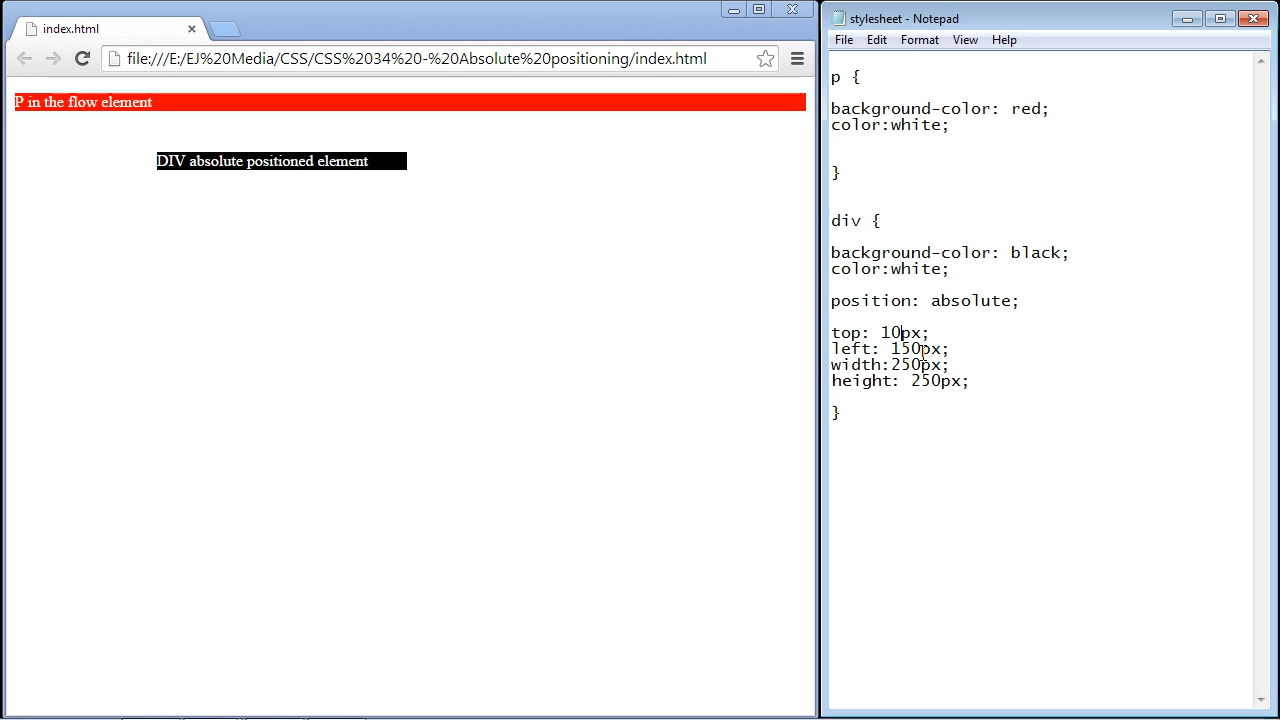 index.html
file:///E:/EJ%20Media/CSS/CSS%2034%20-%20Absolute%20positioning/index.html
P in the flow element
DIV absolute positioned element
stylesheet - Notepad
File Edit Format View Help
p {
background-color: red;
color:white;
}
div {
background-color: black;
color:white;
position: absolute;
top: 10px;
left: 150px;
width:250px;
height: 250px;
}